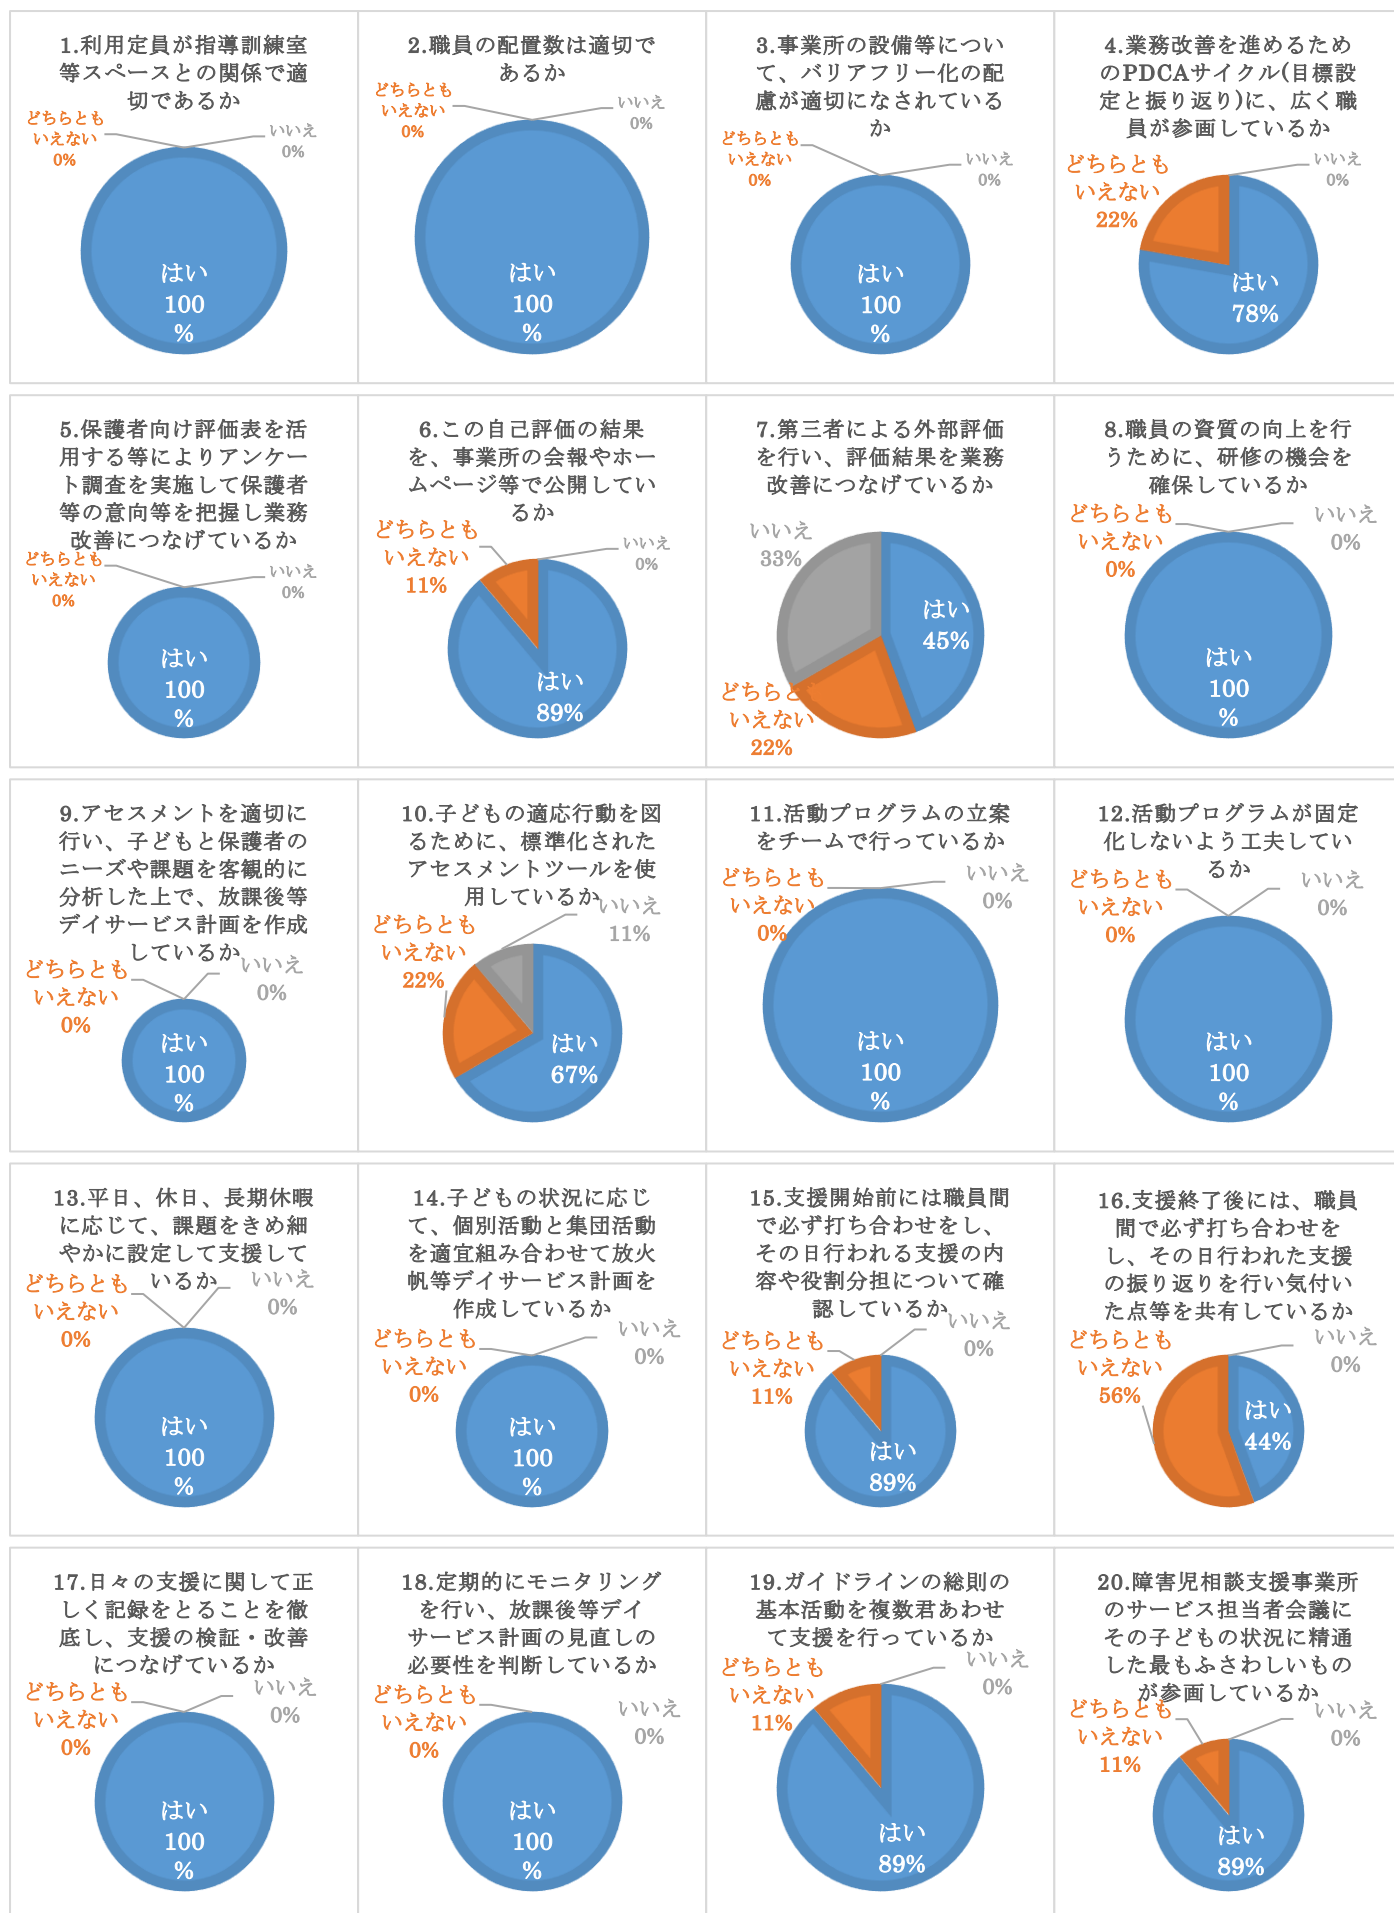 1.利用定員が指導訓練室
等スペースとの関係で適
切であるか
どちらとも
いえない
0%
いいえ
0%
はい
100
%
2.職員の配置数は適切で
あるか
どちらとも
いえない
0%
いいえ
0%
はい
100
%
3.事業所の設備等につい
て、バリアフリー化の配
慮が適切になされている
か
どちらとも
いえない
0%
いいえ
0%
はい
100
%
4.業務改善を進めるため
のPDCAサイクル(目標設
定と振り返り)に、広く職
員が参画しているか
どちらとも
いえない
22%
いいえ
0%
はい
78%
5.保護者向け評価表を活
用する等によりアンケー
ト調査を実施して保護者
等の意向等を把握し業務
改善につなげているか
どちらとも
いえない
0%
いいえ
0%
はい
100
%
6.この自己評価の結果
を、事業所の会報やホー
ムページ等で公開してい
るか
どちらとも
いえない
11%
いいえ
0%
はい
89%
7.第三者による外部評価
を行い、評価結果を業務
改善につなげているか
いいえ
33%
はい
45%
どちらとも
いえない
22%
8.職員の資質の向上を行
うために、研修の機会を
確保しているか
どちらとも
いえない
0%
いいえ
0%
はい
100
%
9.アセスメントを適切に
行い、子どもと保護者の
ニーズや課題を客観的に
分析した上で、放課後等
デイサービス計画を作成
しているか
どちらとも
いえない
0%
いいえ
0%
はい
100
%
10.子どもの適応行動を図
るために、標準化された
アセスメントツールを使
用しているか
どちらとも
いえない
22%
いいえ
11%
はい
67%
11.活動プログラムの立案
をチームで行っているか
どちらとも
いえない
0%
いいえ
0%
はい
100
%
12.活動プログラムが固定
化しないよう工夫してい
るか
どちらとも
いえない
0%
いいえ
0%
はい
100
%
13.平日、休日、長期休暇
に応じて、課題をきめ細
やかに設定して支援して
いるか
どちらとも
いえない
0%
いいえ
0%
はい
100
%
14.子どもの状況に応じ
て、個別活動と集団活動
を適宜組み合わせて放火
帆等デイサービス計画を
作成しているか
どちらとも
いえない
0%
いいえ
0%
はい
100
%
15.支援開始前には職員間
で必ず打ち合わせをし、
その日行われる支援の内
容や役割分担について確
認しているか
どちらとも
いえない
11%
いいえ
0%
はい
89%
16.支援終了後には、職員
間で必ず打ち合わせを
し、その日行われた支援
の振り返りを行い気付い
た点等を共有しているか
どちらとも
いえない
56%
いいえ
0%
はい
44%
17.日々の支援に関して正
しく記録をとることを徹
底し、支援の検証・改善
につなげているか
どちらとも
いえない
0%
いいえ
0%
はい
100
%
18.定期的にモニタリング
を行い、放課後等デイ
サービス計画の見直しの
必要性を判断しているか
どちらとも
いえない
0%
いいえ
0%
はい
100
%
19.ガイドラインの総則の
基本活動を複数君あわせ
て支援を行っているか
どちらとも
いえない
11%
いいえ
0%
はい
89%
20.障害児相談支援事業所
のサービス担当者会議に
その子どもの状況に精通
した最もふさわしいもの
が参画しているか
どちらとも
いえない
11%
いいえ
0%
はい
89%